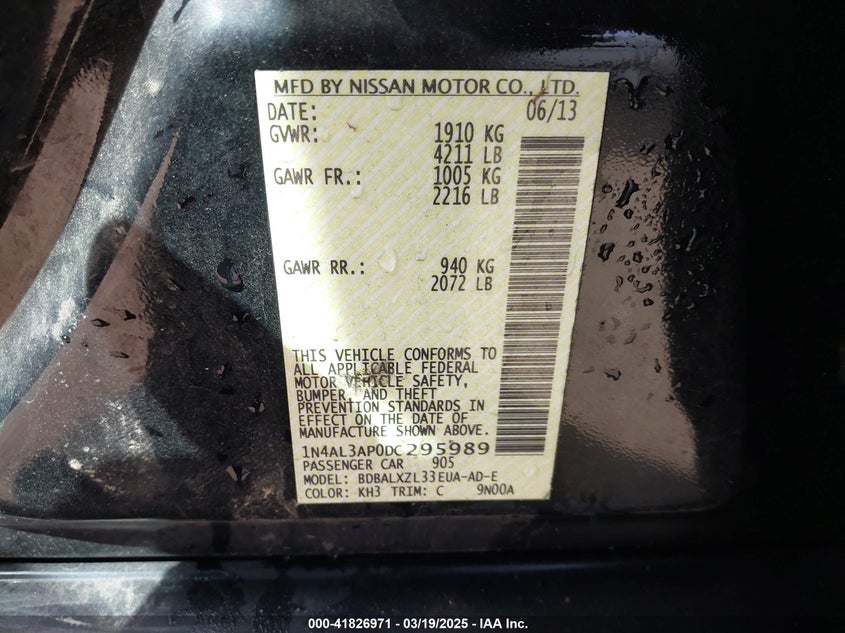 MFD BY NISSAN MOTOR CO., LTD.
DATE: 06/13
GVWR: 1910 KG
4211 LB
GAWR FR.: 1005 KG
2216 LB
GAWR RR.: 940 KG
2072 LB
THIS VEHICLE CONFORMS TO
ALL APPLICABLE FEDERAL
MOTOR VEHICLE SAFETY,
BUMPER, AND THEFT
PREVENTION STANDARDS IN
EFFECT ON THE DATE OF
MANUFACTURE SHOWN ABOVE.
1N4AL3AP0DC295989
PASSENGER CAR 905
MODEL: BDBALXZL33EUA-AD-E
COLOR: KH3 TRIM: C 9N00A
000-41826971 - 03/19/2025 - IAA Inc.